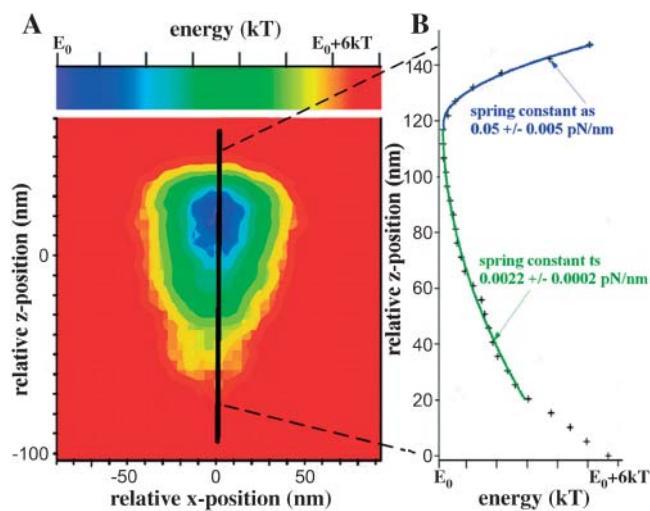 A
energy (kT)
E0
E0+6kT
relative z-position (nm)
0
-100
-50
0
50
relative x-position (nm)
B
140
120
100
80
60
40
20
0
relative z-position (nm)
spring constant as
0.05 +/- 0.005 pN/nm
spring constant ts
0.0022 +/- 0.0002 pN/nm
E0
E0+6kT
energy (kT)